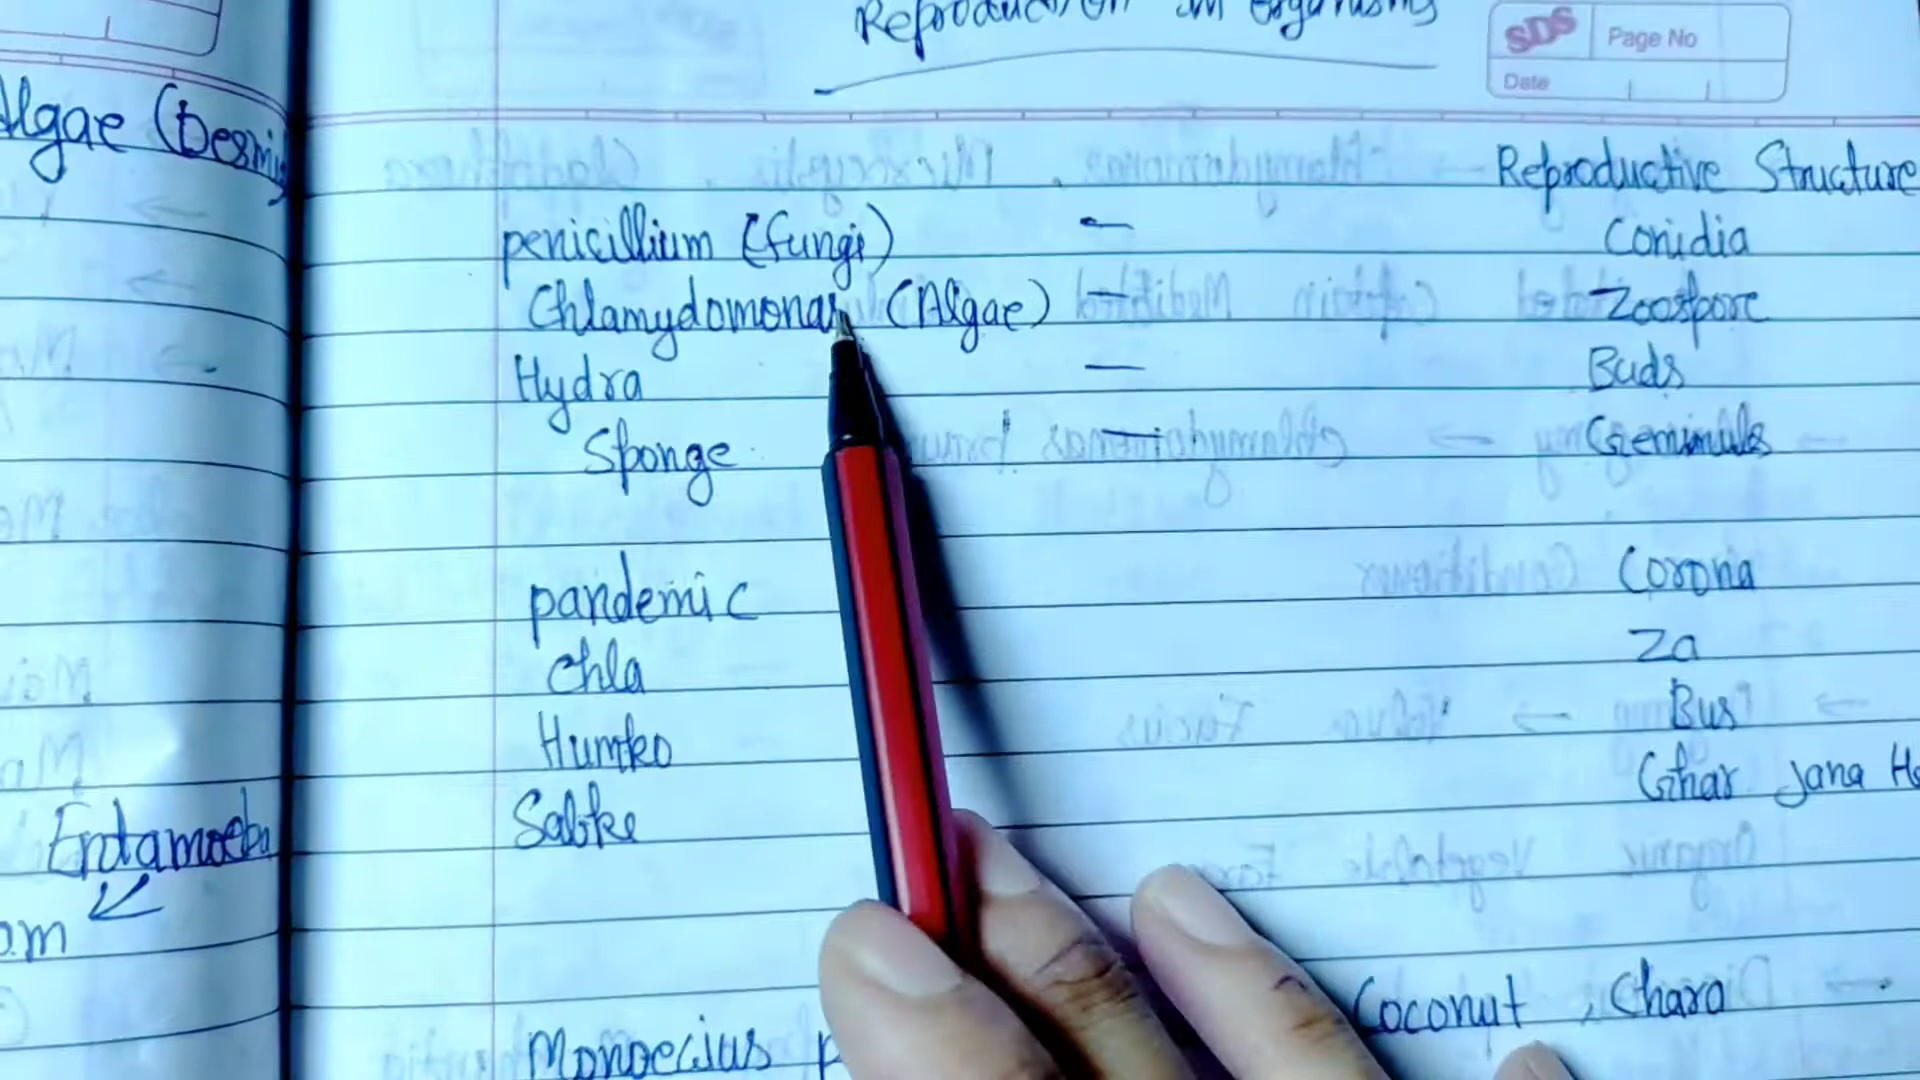 Reproduction in organisms
SDS Page No
Date
Algae (Desmi
Reproductive Structure
penicillium (fungi) - Conidia
Chlamydomonas (Algae) - Zoospore
Hydra - Buds
Sponge - Gemmules
pandemic Corona
chla Za
Humko Bus
Sabke Ghar Jana H
Entamoeba
Coconut, Chara
Monoecius p